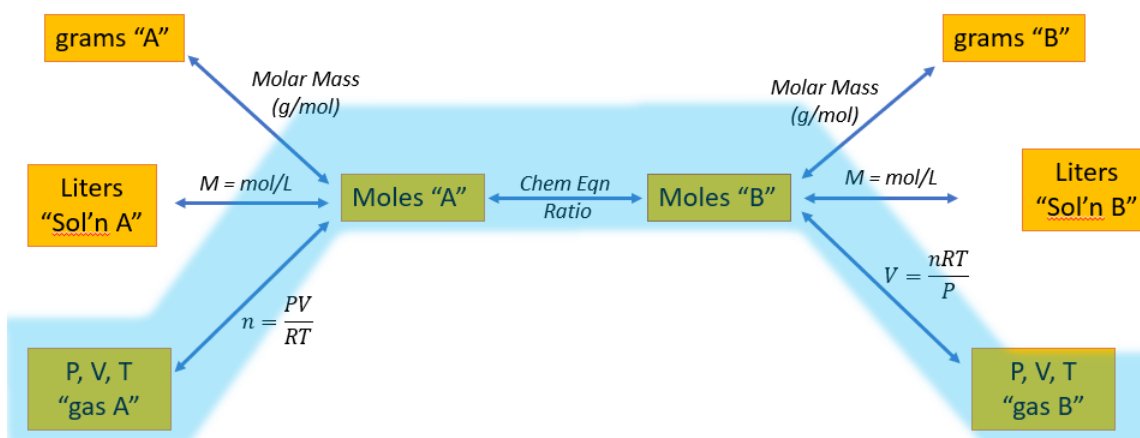 grams “A”
grams “B”
Molar Mass
(g/mol)
Molar Mass
(g/mol)
Liters
“Sol’n A”
M = mol/L
Moles “A”
Chem Eqn
Ratio
Moles “B”
M = mol/L
Liters
“Sol’n B”
n = PV/RT
V = nRT/P
P, V, T
“gas A”
P, V, T
“gas B”